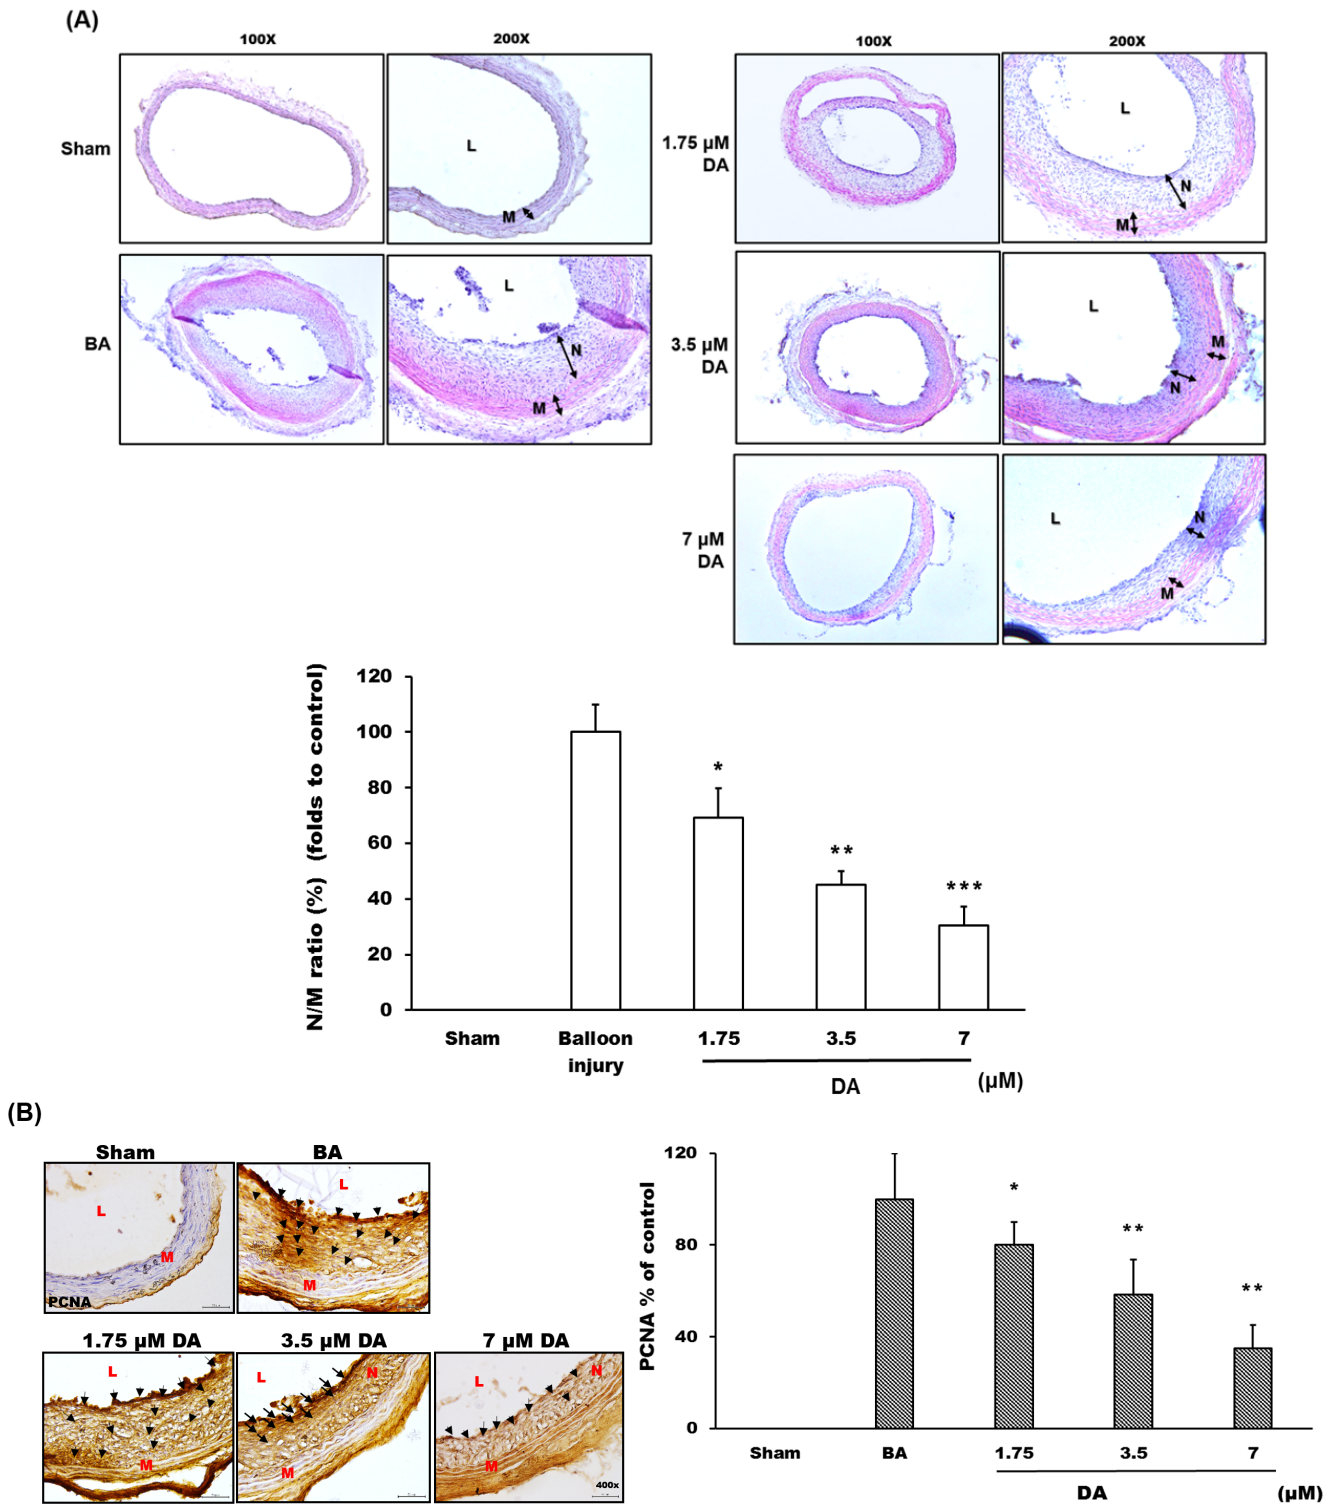 (A)
100X 200X
Sham
L
M
BA
L
N
M
100X 200X
1.75 µM
DA
L
N
M
3.5 µM
DA
L
M
N
7 µM
DA
L
N
M
N/M ratio (%) (folds to control)
120
100
80
60
40
20
0
*
**
***
Sham Balloon injury 1.75 3.5 7
DA (µM)
(B)
Sham BA
L
M
PCNA
L
M
1.75 µM DA 3.5 µM DA 7 µM DA
L
M
L
N
M
L
N
M
400x
PCNA % of control
120
80
40
0
*
**
**
Sham BA 1.75 3.5 7
DA (µM)